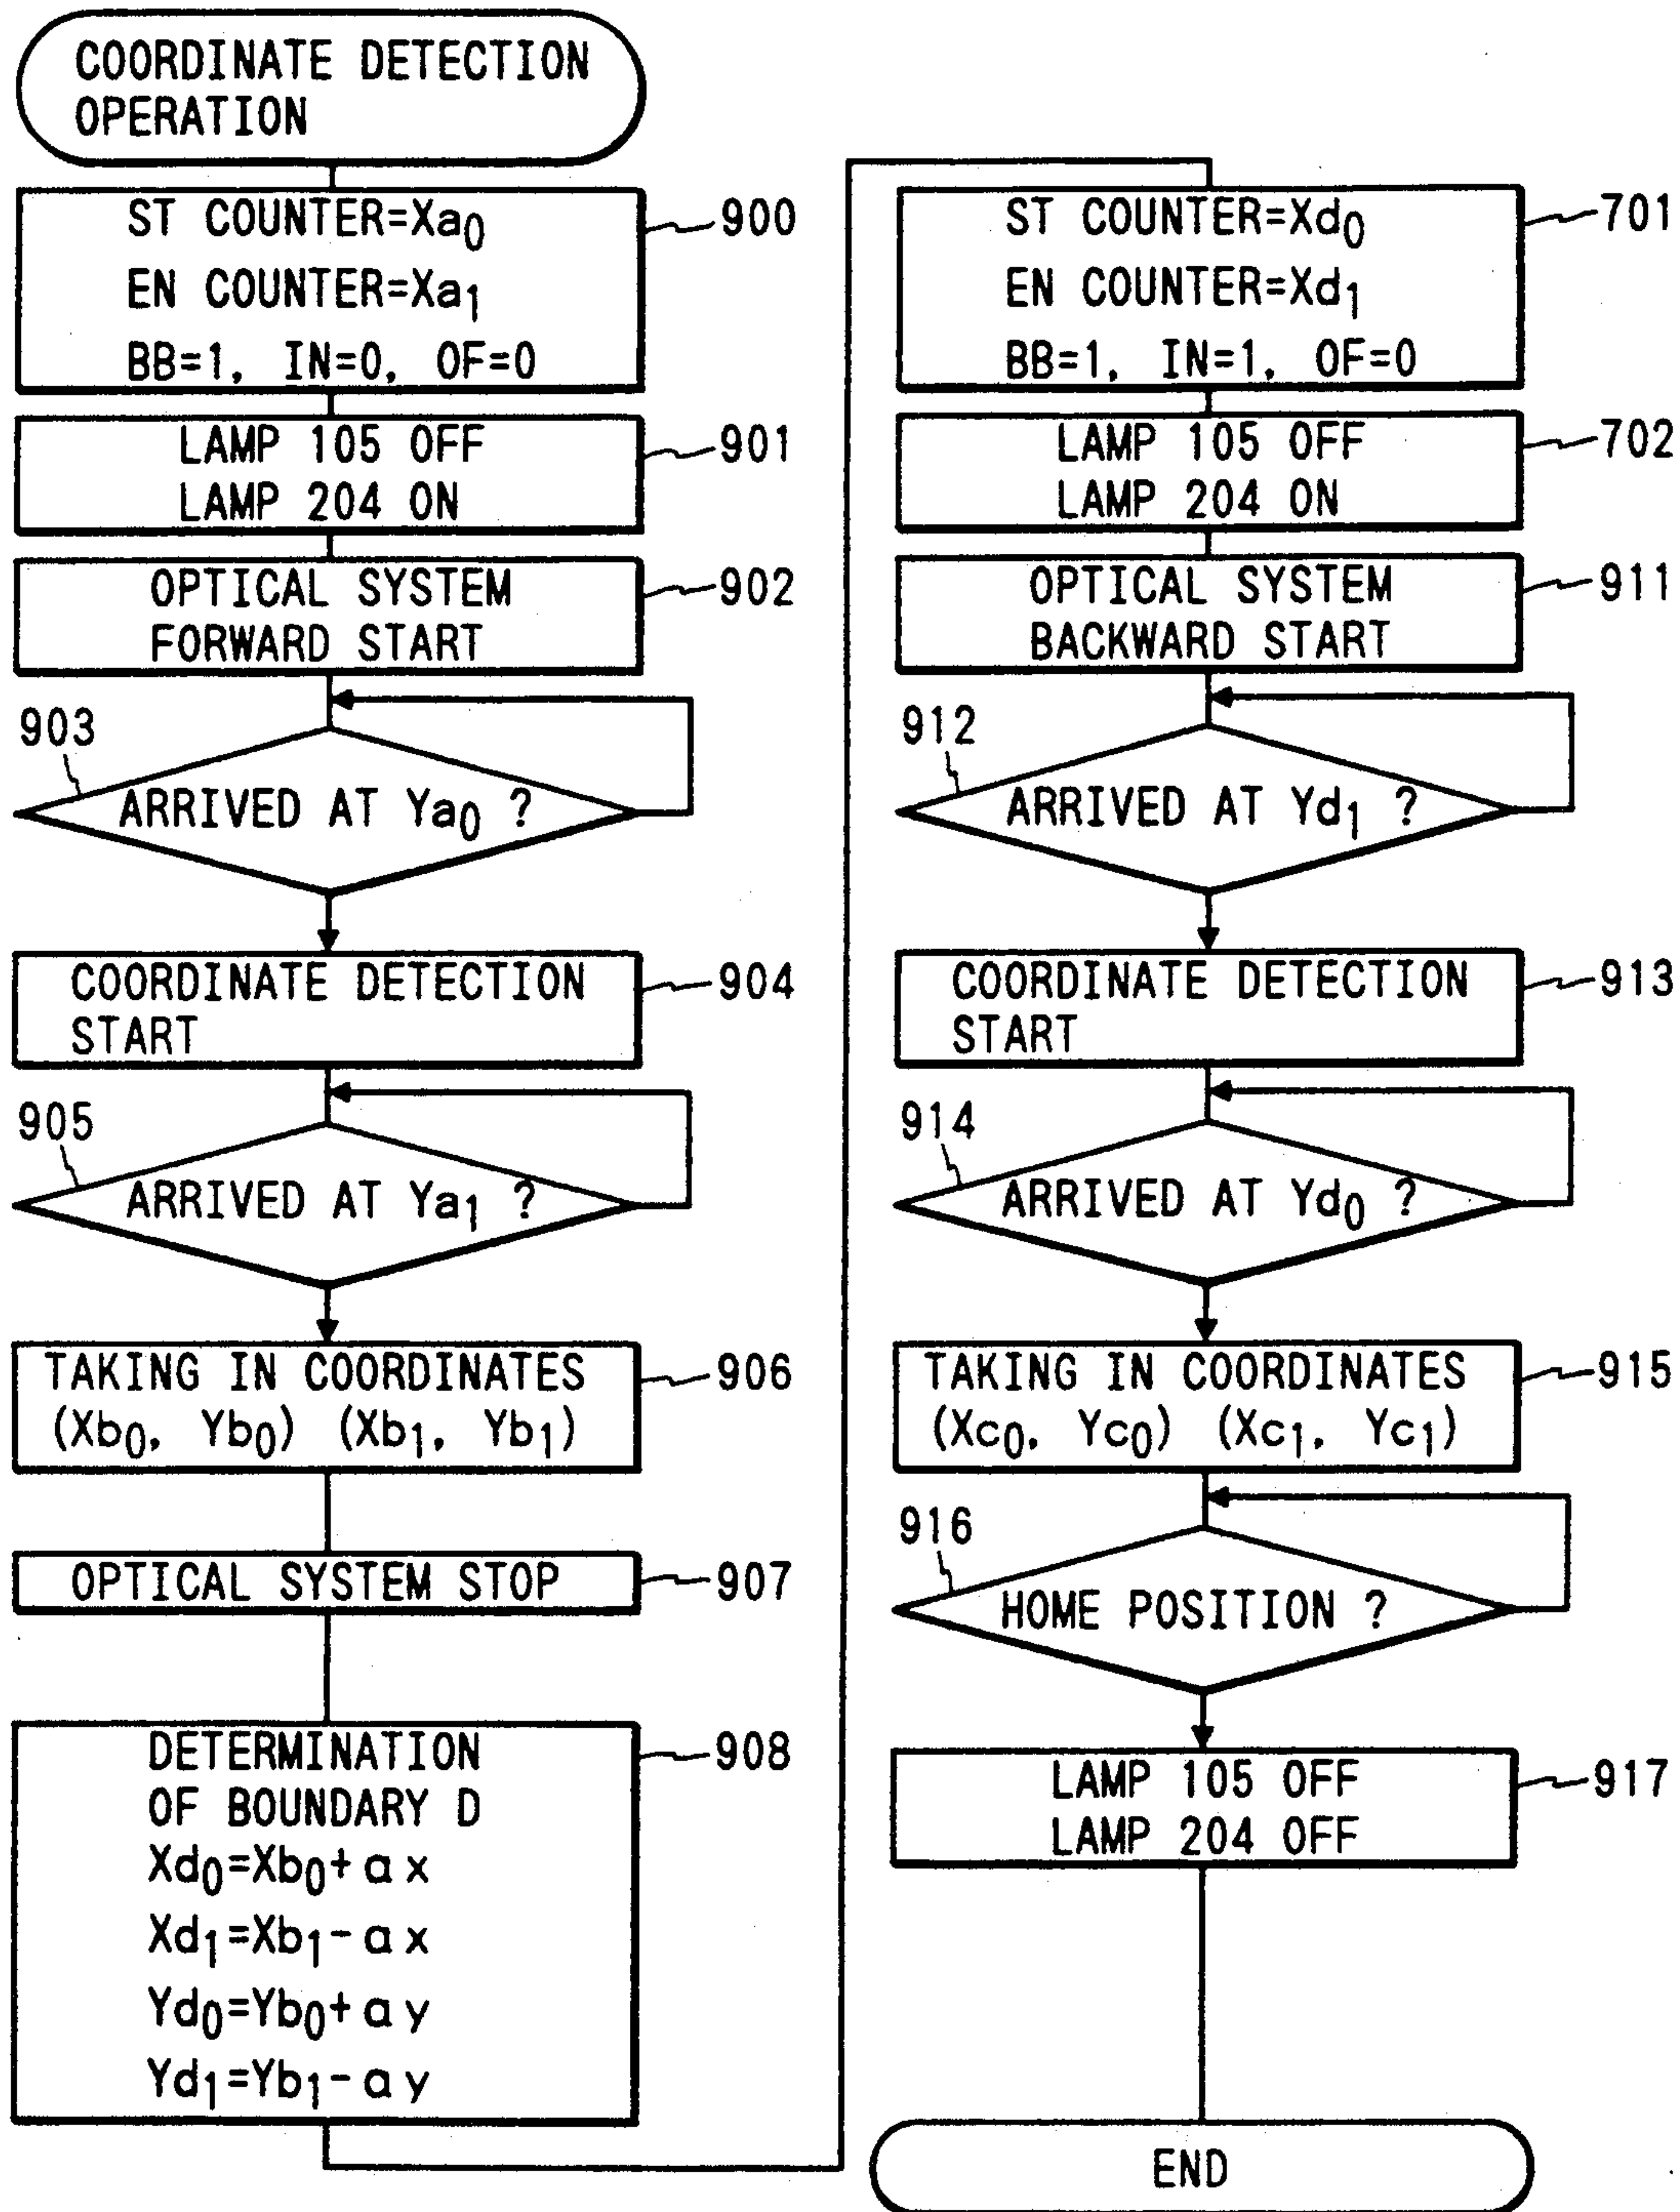 COORDINATE DETECTION
OPERATION
ST COUNTER=Xa0
EN COUNTER=Xa1
BB=1, IN=0, OF=0
900
LAMP 105 OFF
LAMP 204 ON
901
OPTICAL SYSTEM
FORWARD START
902
903
ARRIVED AT Ya0 ?
COORDINATE DETECTION
START
904
905
ARRIVED AT Ya1 ?
TAKING IN COORDINATES
(Xb0, Yb0) (Xb1, Yb1)
906
OPTICAL SYSTEM STOP
907
DETERMINATION
OF BOUNDARY D
Xd0=Xb0+αx
Xd1=Xb1-αx
Yd0=Yb0+αy
Yd1=Yb1-αy
908
ST COUNTER=Xd0
EN COUNTER=Xd1
BB=1, IN=1, OF=0
701
LAMP 105 OFF
LAMP 204 ON
702
OPTICAL SYSTEM
BACKWARD START
911
912
ARRIVED AT Yd1 ?
COORDINATE DETECTION
START
913
914
ARRIVED AT Yd0 ?
TAKING IN COORDINATES
(Xc0, Yc0) (Xc1, Yc1)
915
916
HOME POSITION ?
LAMP 105 OFF
LAMP 204 OFF
917
END